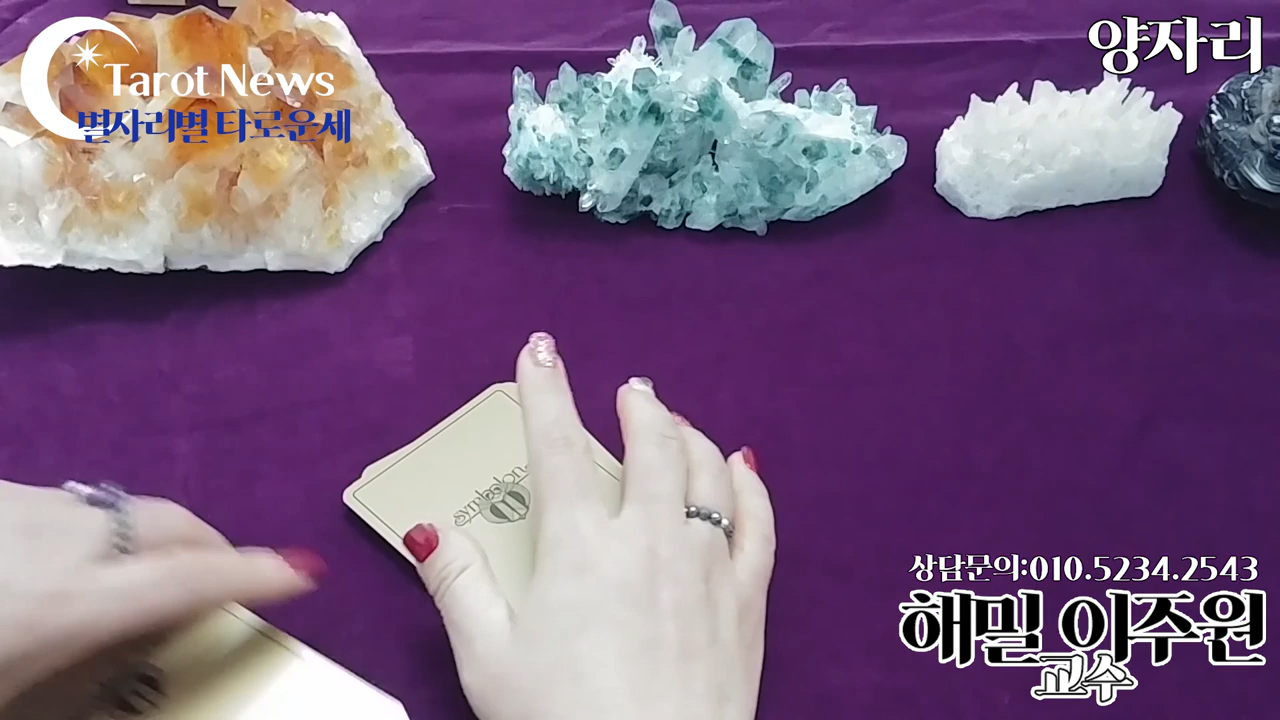 양자리
Tarot News
별자리별 타로운세
symbolon
상담문의:010.5234.2543
해밀 이주원
교수